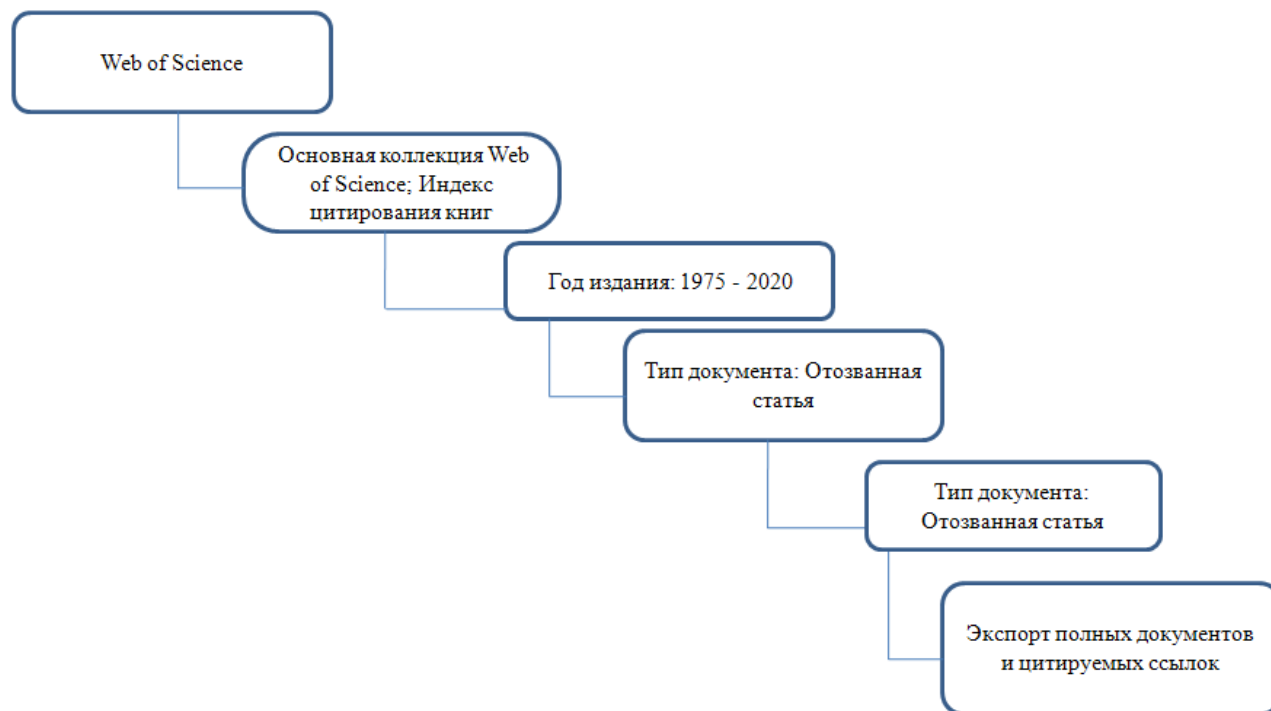 Web of Science
Основная коллекция Web
of Science; Индекс
цитирования книг
Год издания: 1975 - 2020
Тип документа: Отозванная
статья
Тип документа:
Отозванная статья
Экспорт полных документов
и цитируемых ссылок